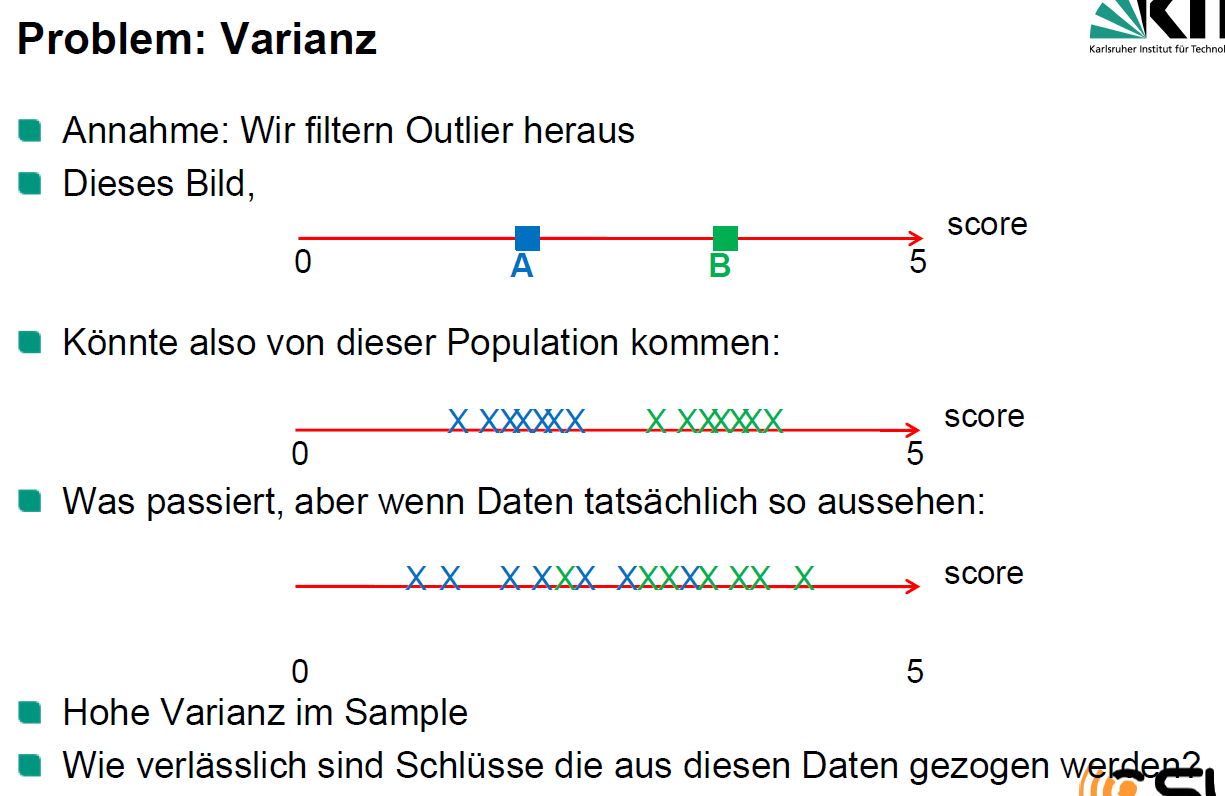 Problem: Varianz
Karlsruher Institut für Technol
Annahme: Wir filtern Outlier heraus
Dieses Bild,
score
0 A B 5
Könnte also von dieser Population kommen:
X XXXXXX X XXXXXX score
0 5
Was passiert, aber wenn Daten tatsächlich so aussehen:
X X X XXX XXXXX XX X score
0 5
Hohe Varianz im Sample
Wie verlässlich sind Schlüsse die aus diesen Daten gezogen werden?